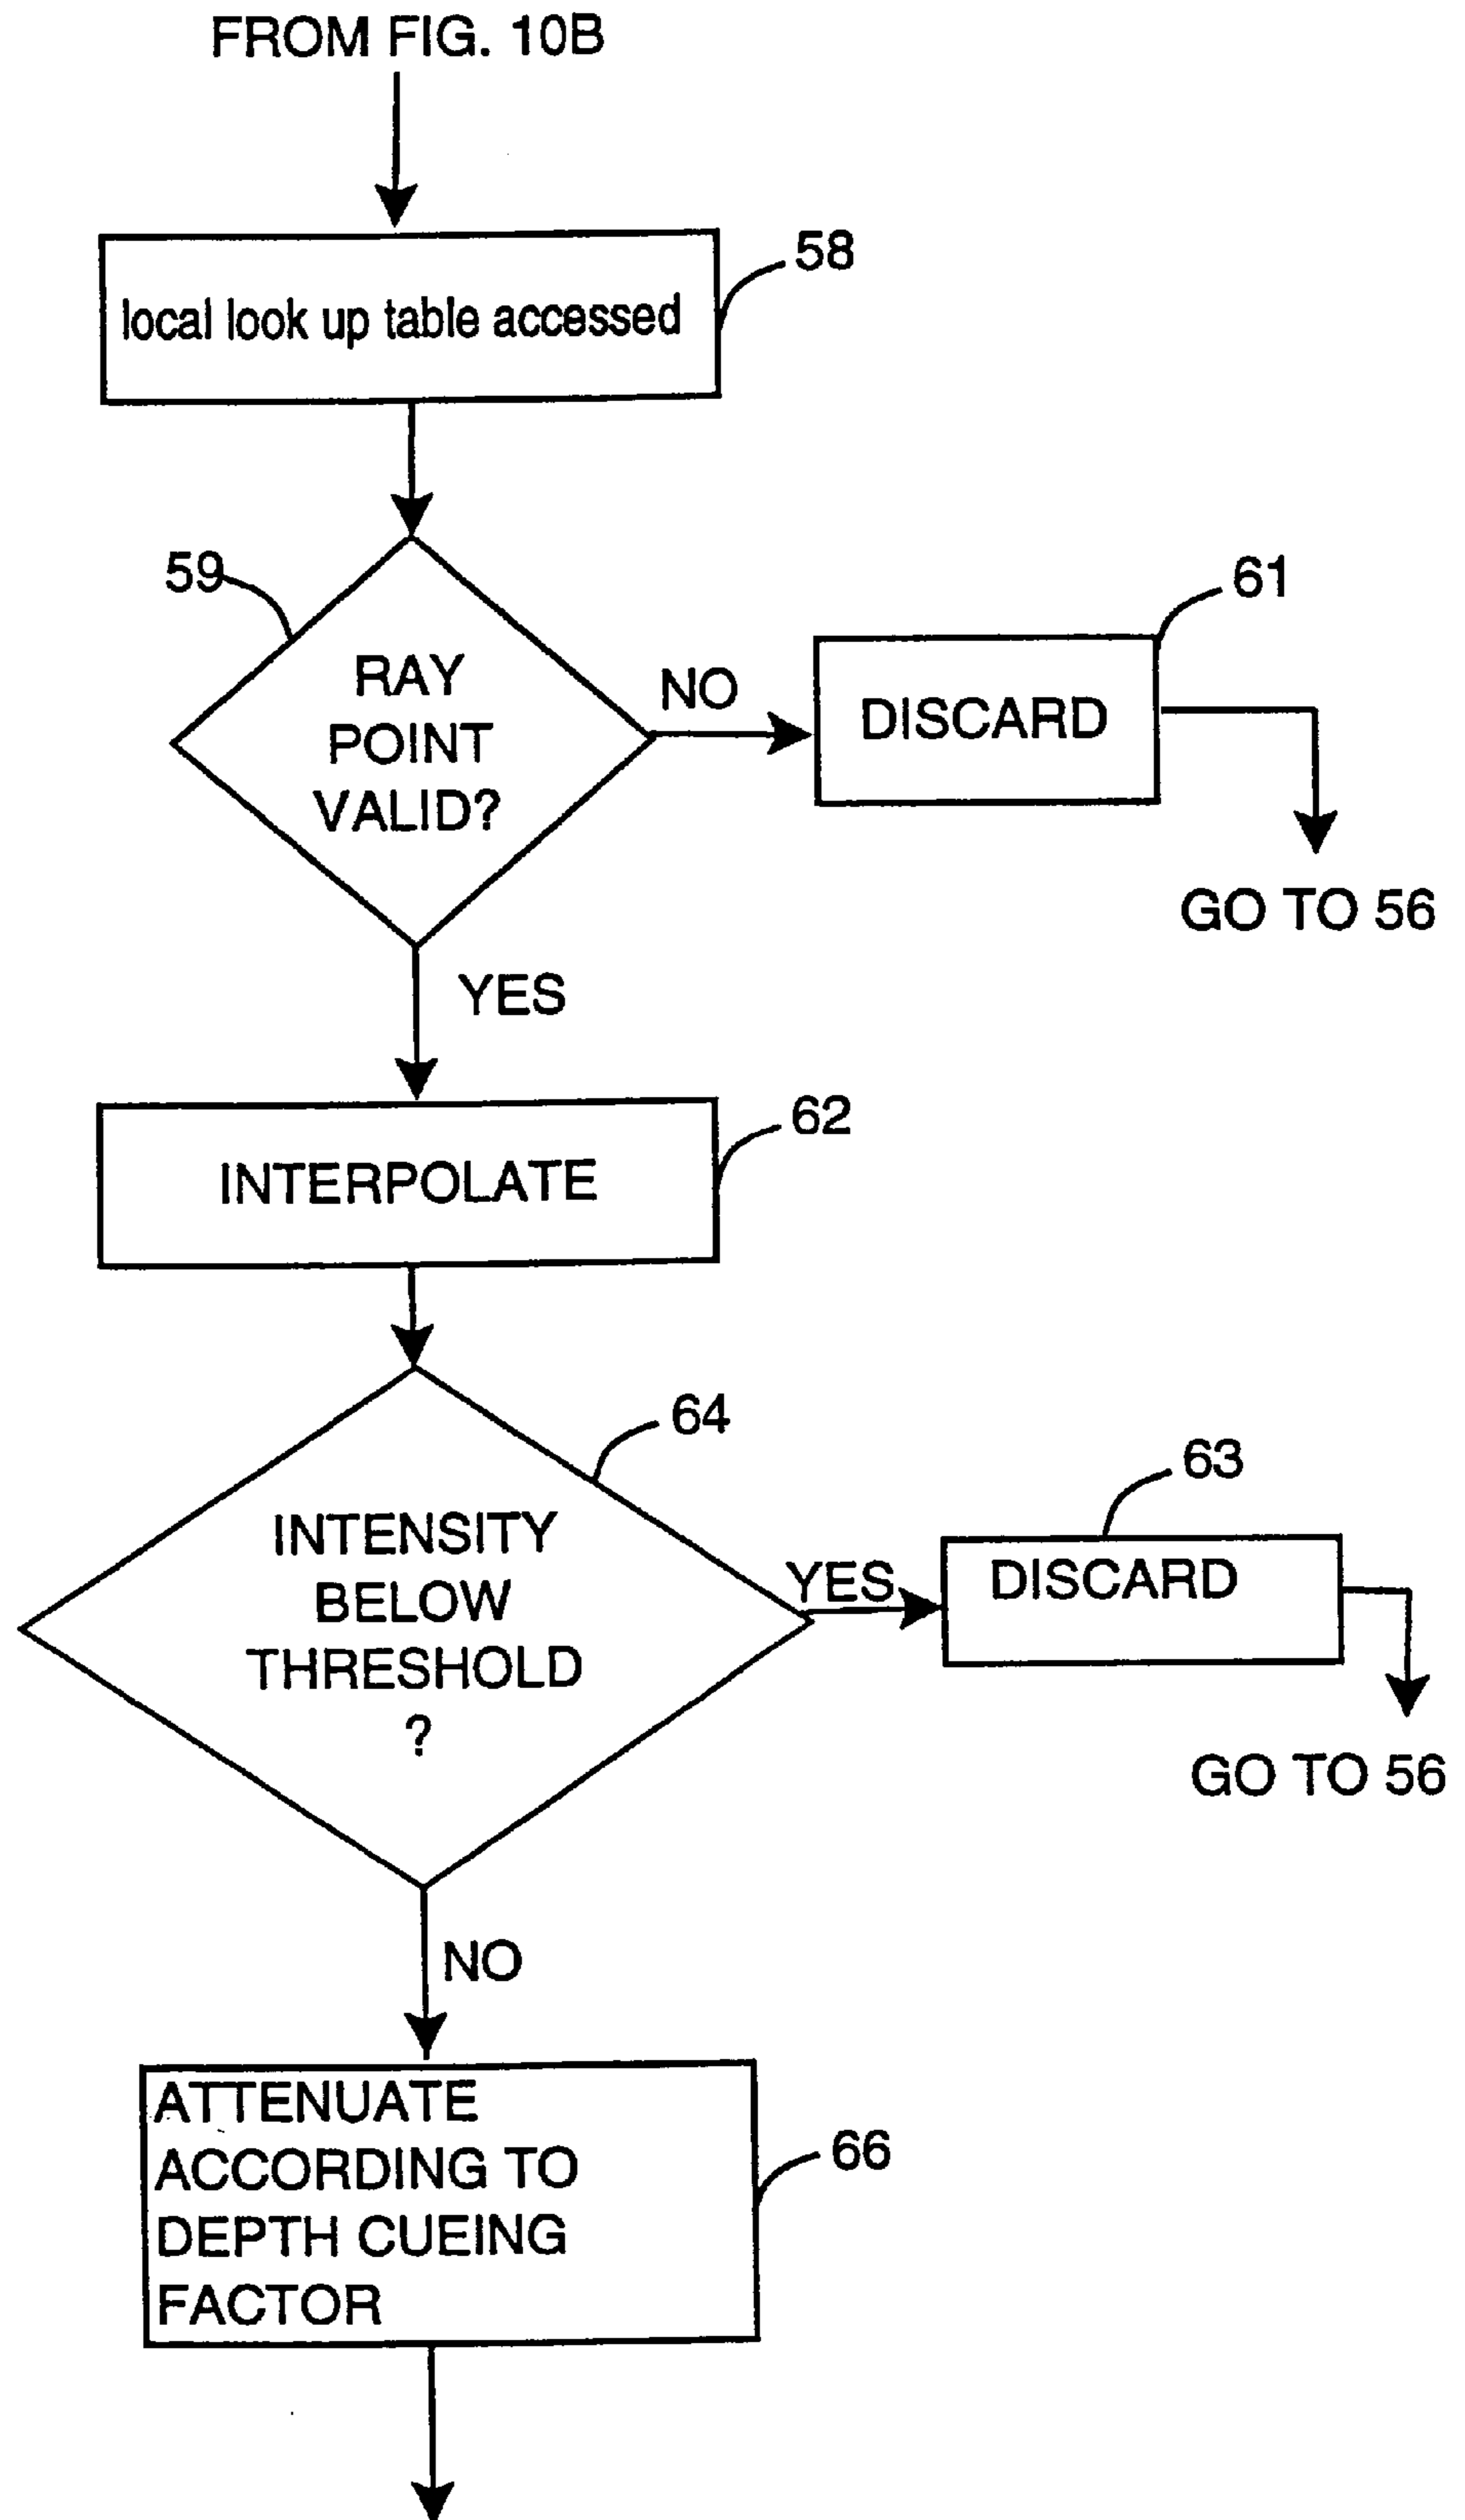 FROM FIG. 10B
58
local look up table accessed
59
61
RAY
POINT
VALID?
NO
DISCARD
GO TO 56
YES
62
INTERPOLATE
64
63
INTENSITY
BELOW
THRESHOLD
?
YES
DISCARD
GO TO 56
NO
ATTENUATE
ACCORDING TO
DEPTH CUEING
FACTOR
66